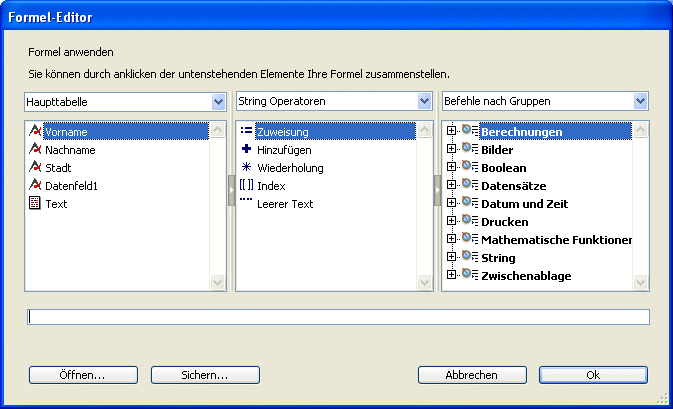 Formel-Editor
Formel anwenden
Sie können durch anklicken der untenstehenden Elemente Ihre Formel zusammenstellen.
Haupttabelle
Vorname
Nachname
Stadt
Datenfeld1
Text
String Operatoren
Zuweisung
Hinzufügen
Wiederholung
Index
Leerer Text
Befehle nach Gruppen
Berechnungen
Bilder
Boolean
Datensätze
Datum und Zeit
Drucken
Mathematische Funktioner
String
Zwischenablage
Öffnen...
Sichern...
Abbrechen
Ok